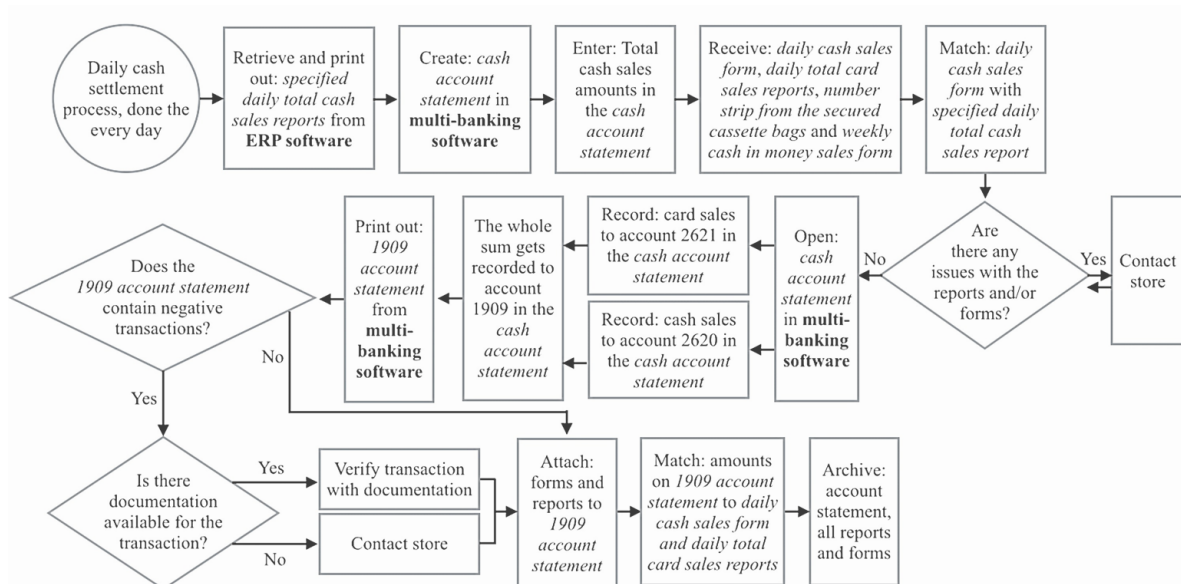 Daily cash
settlement
process, done the
every day
Retrieve and print
out: specified
daily total cash
sales reports from
ERP software
Create: cash
account
statement in
multi-banking
software
Enter: Total
cash sales
amounts in
the cash
account
statement
Receive: daily cash sales
form, daily total card
sales reports, number
strip from the secured
cassette bags and weekly
cash in money sales form
Match: daily
cash sales
form with
specified daily
total cash
sales report
Are
there any
issues with the
reports and/or
forms?
Yes
Contact
store
No
Open:
cash
account
statement
in multi-
banking
software
Record: card sales
to account 2621 in
the cash account
statement
Record: cash sales
to account 2620 in
the cash account
statement
The whole
sum gets
recorded to
account
1909 in the
cash
account
statement
Print out:
1909
account
statement
from
multi-
banking
software
Does the
1909 account statement
contain negative
transactions?
No
Yes
Is there
documentation
available for the
transaction?
Yes
Verify transaction
with documentation
No
Contact store
Attach:
forms and
reports to
1909
account
statement
Match: amounts
on 1909 account
statement to daily
cash sales form
and daily total
card sales reports
Archive:
account
statement,
all reports
and forms